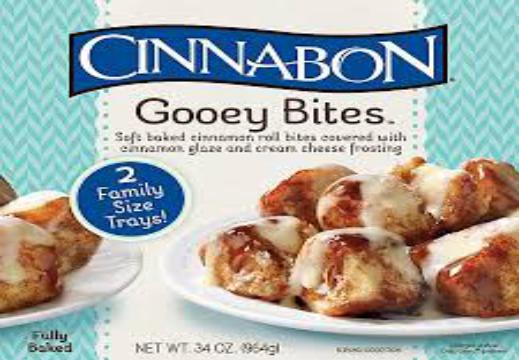 CINNABON
Gooey Bites
Soft baked cinnamon roll bites covered with
cinnamon glaze and cream cheese frosting
2
Family
Size
Trays!
Fully
Baked
NET WT. 34 OZ. (964g)